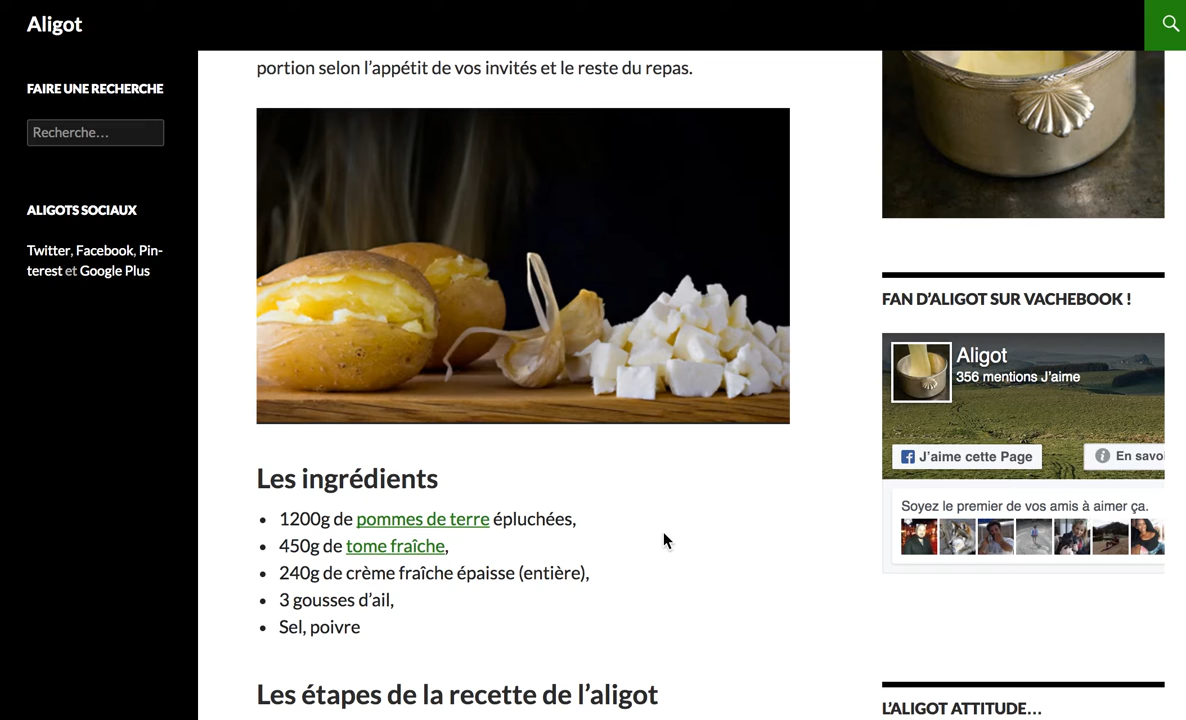 Aligot
FAIRE UNE RECHERCHE
Recherche…
ALIGOTS SOCIAUX
Twitter, Facebook, Pin-
terest et Google Plus
portion selon l’appétit de vos invités et le reste du repas.
Les ingrédients
• 1200g de pommes de terre épluchées,
• 450g de tome fraîche,
• 240g de crème fraîche épaisse (entière),
• 3 gousses d’ail,
• Sel, poivre
Les étapes de la recette de l’aligot
FAN D’ALIGOT SUR VACHEBOOK !
Aligot
356 mentions J’aime
J’aime cette Page
En savoi
Soyez le premier de vos amis à aimer ça.
L’ALIGOT ATTITUDE…